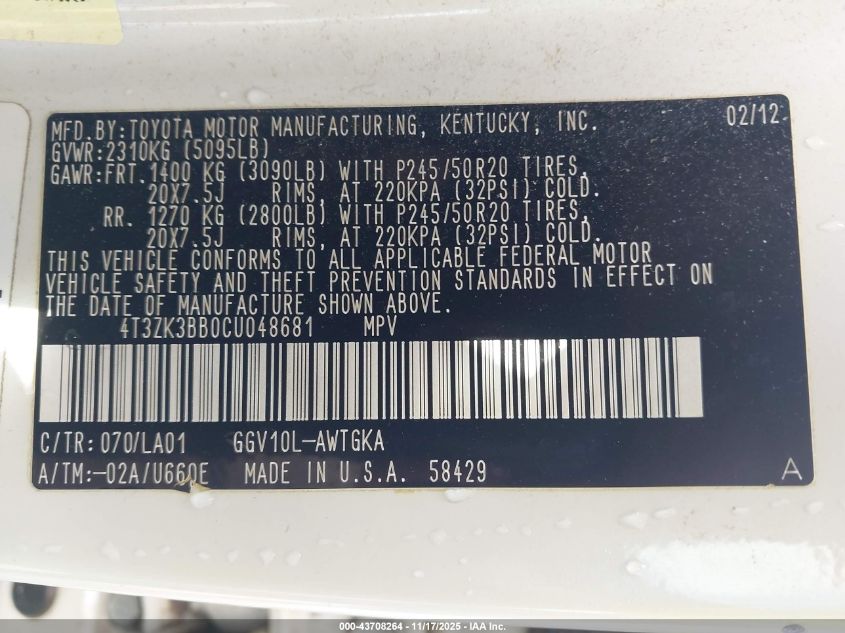 MFD.BY:TOYOTA MOTOR MANUFACTURING, KENTUCKY, INC. 02/12
GVWR:2310KG (5095LB)
GAWR:FRT.1400 KG (3090LB) WITH P245/50R20 TIRES,
20X7.5J RIMS, AT 220KPA (32PSI) COLD.
RR. 1270 KG (2800LB) WITH P245/50R20 TIRES,
20X7.5J RIMS, AT 220KPA (32PSI) COLD.
THIS VEHICLE CONFORMS TO ALL APPLICABLE FEDERAL MOTOR
VEHICLE SAFETY AND THEFT PREVENTION STANDARDS IN EFFECT ON
THE DATE OF MANUFACTURE SHOWN ABOVE.
4T3ZK3BB0CU048681 MPV
C/TR:070/LA01 GGV10L-AWTGKA
A/TM:-02A/U660E MADE IN U.S.A. 58429 A
000-43708264 - 11/17/2025 - IAA Inc.